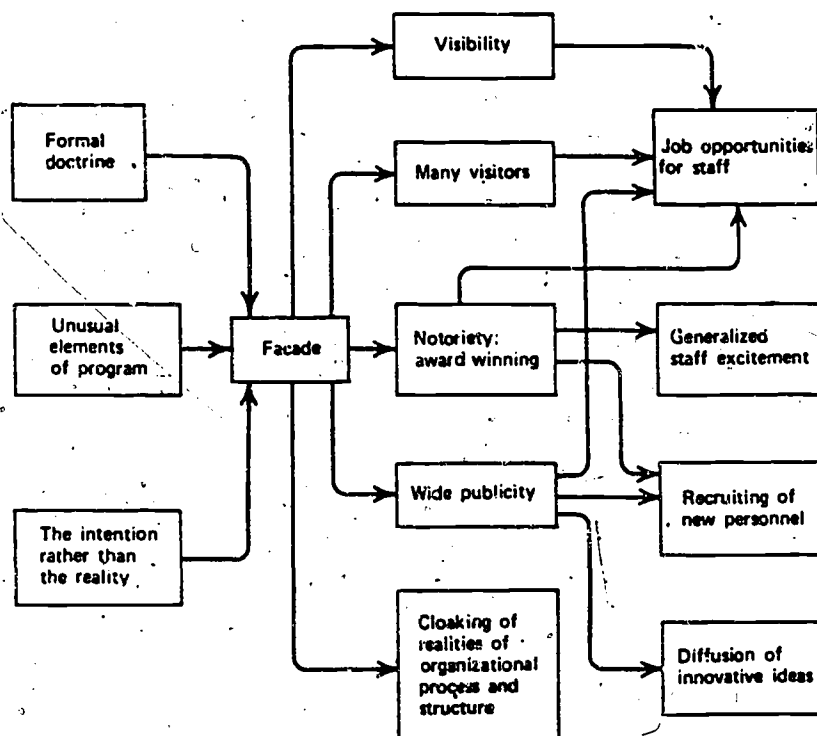 Visibility
Formal
doctrine
Many visitors
Job opportunities
for staff
Unusual
elements
of program
Facade
Notoriety:
award winning
Generalized
staff excitement
Wide publicity
Recruiting of
new personnel
The intention
rather than
the reality
Cloaking of
realities of
organizational
process and
structure
Diffusion of
innovative ideas